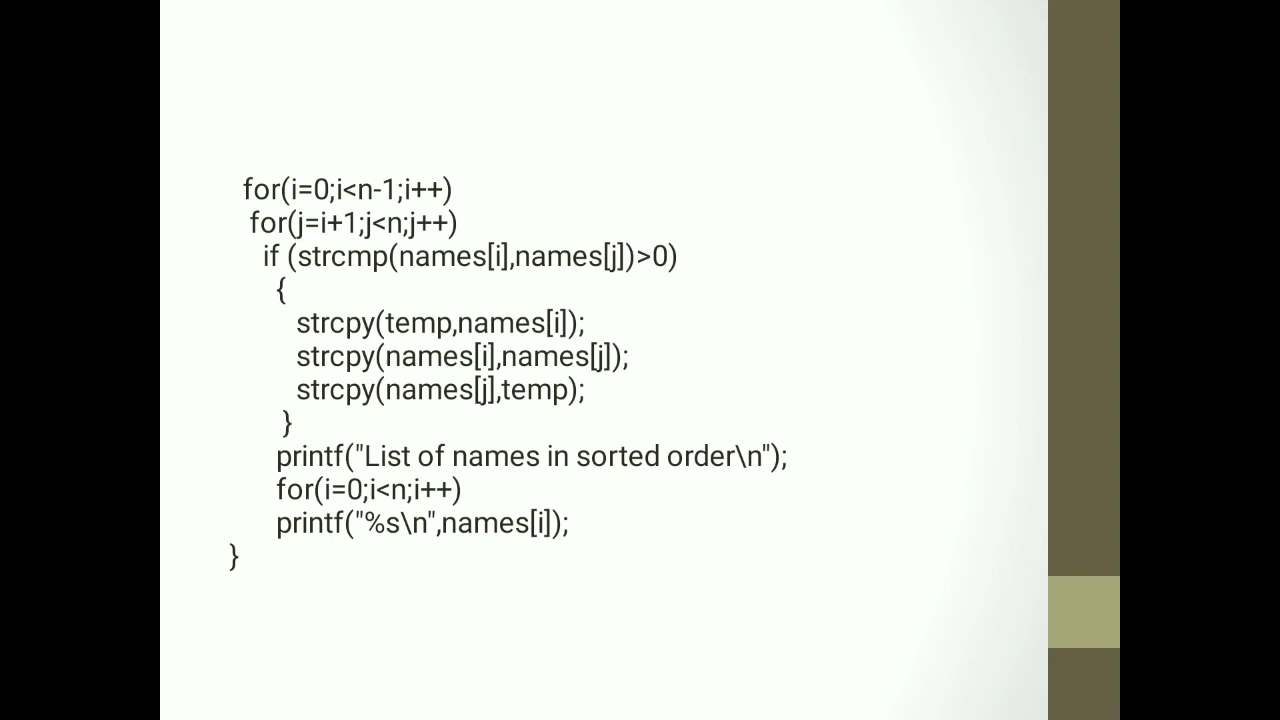 for(i=0;i<n-1;i++)
for(j=i+1;j<n;j++)
if (strcmp(names[i],names[j])>0)
{
strcpy(temp,names[i]);
strcpy(names[i],names[j]);
strcpy(names[j],temp);
}
printf("List of names in sorted order\n");
for(i=0;i<n;i++)
printf("%s\n",names[i]);
}